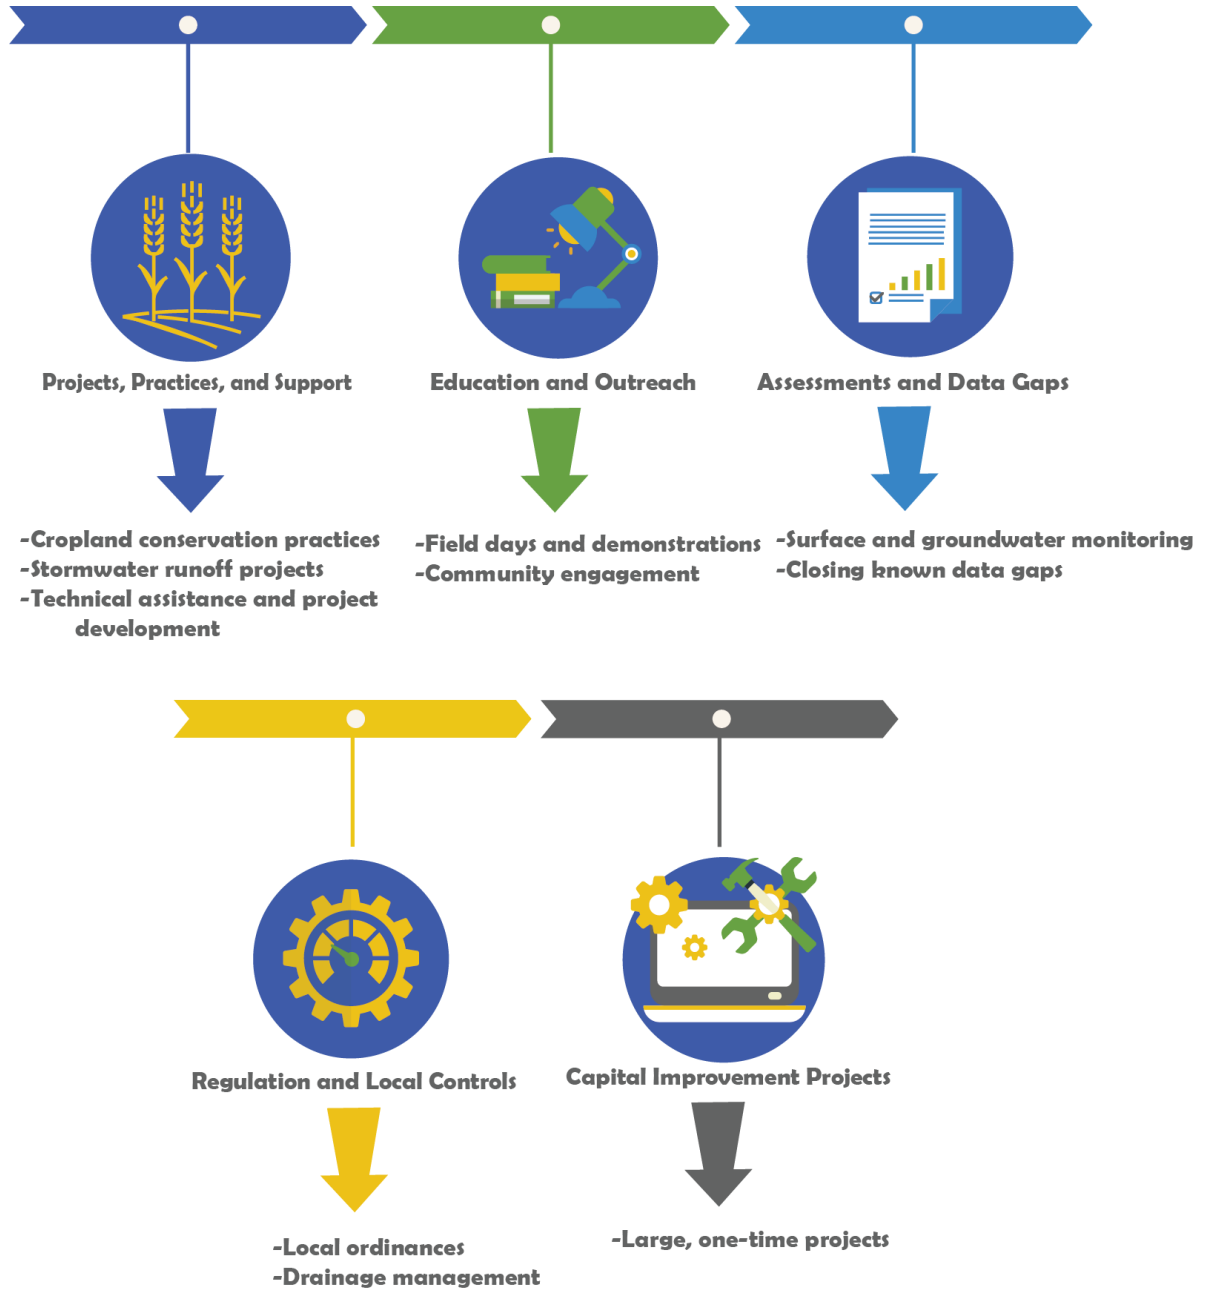 Projects, Practices, and Support
Education and Outreach
Assessments and Data Gaps
-Cropland conservation practices
-Stormwater runoff projects
-Technical assistance and project
development
-Field days and demonstrations
-Community engagement
-Surface and groundwater monitoring
-Closing known data gaps
Regulation and Local Controls
Capital Improvement Projects
-Local ordinances
-Drainage management
-Large, one-time projects